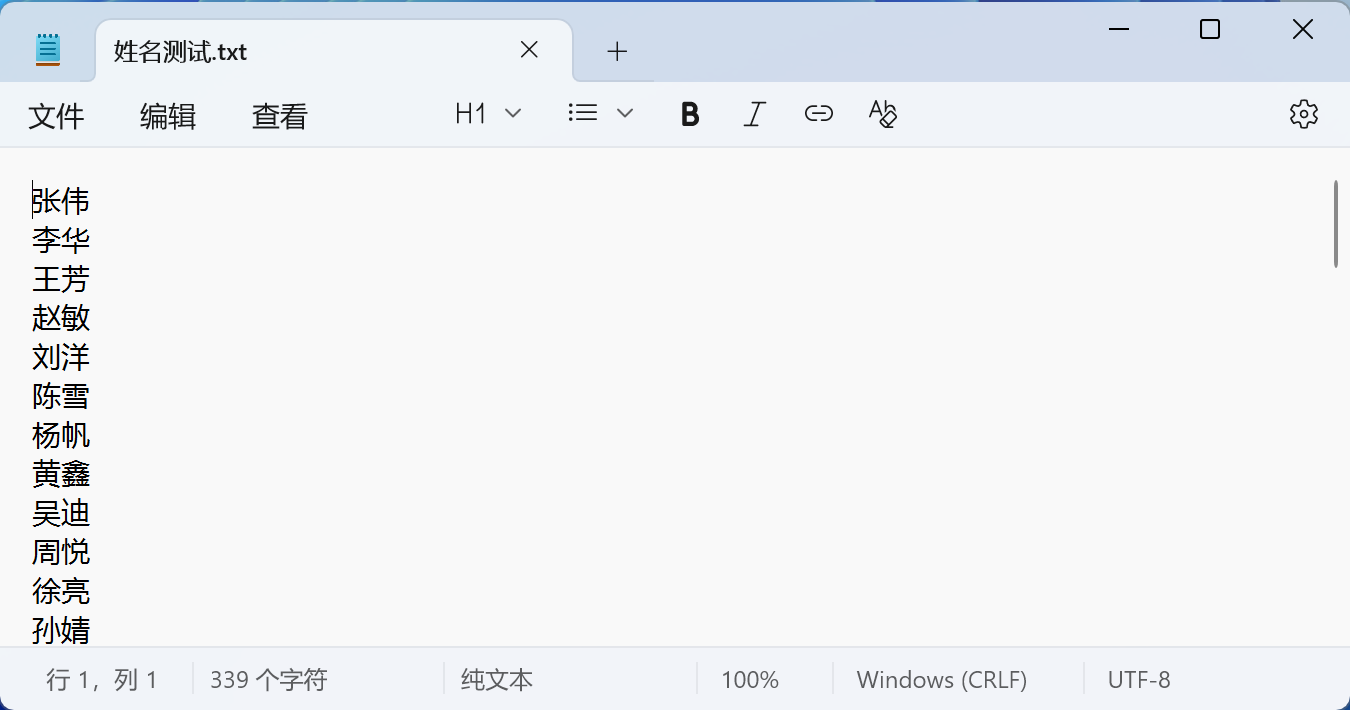 姓名测试.txt
文件 编辑 查看 H1 B I A
张伟
李华
王芳
赵敏
刘洋
陈雪
杨帆
黄鑫
吴迪
周悦
徐亮
孙婧
行 1，列 1 339 个字符 纯文本 100% Windows (CRLF) UTF-8